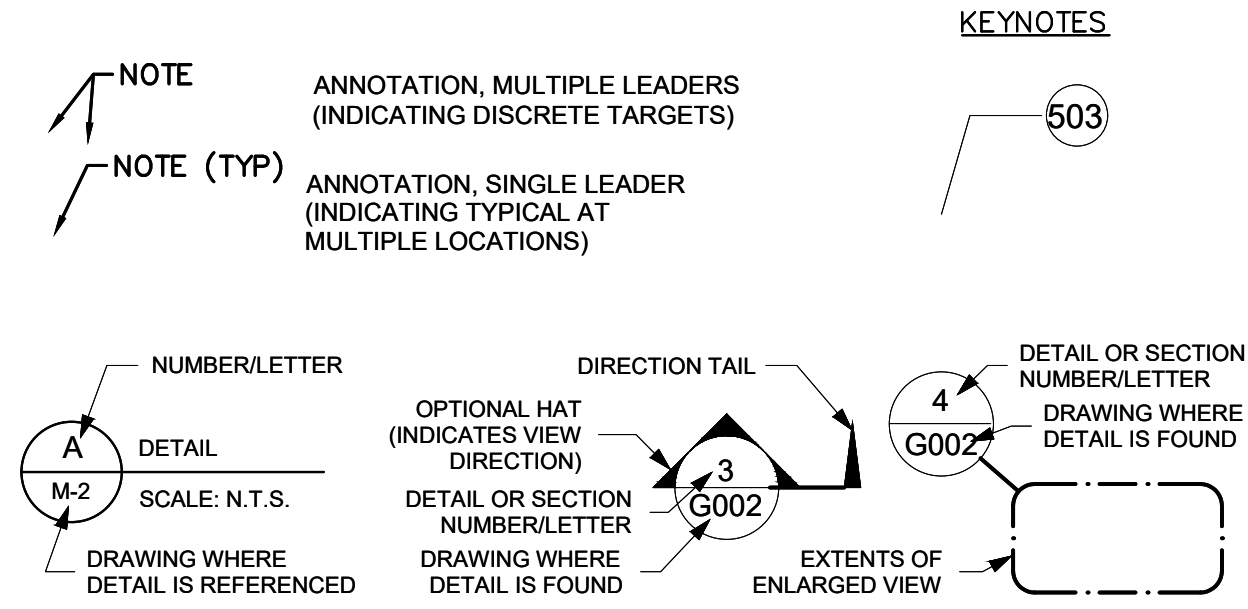 KEYNOTES
NOTE
ANNOTATION, MULTIPLE LEADERS
(INDICATING DISCRETE TARGETS)
503
NOTE (TYP)
ANNOTATION, SINGLE LEADER
(INDICATING TYPICAL AT
MULTIPLE LOCATIONS)
NUMBER/LETTER
A
DETAIL
M-2
SCALE: N.T.S.
DRAWING WHERE
DETAIL IS REFERENCED
DIRECTION TAIL
OPTIONAL HAT
(INDICATES VIEW
DIRECTION)
3
G002
DETAIL OR SECTION
NUMBER/LETTER
DRAWING WHERE
DETAIL IS FOUND
DETAIL OR SECTION
NUMBER/LETTER
4
G002
DRAWING WHERE
DETAIL IS FOUND
EXTENTS OF
ENLARGED VIEW